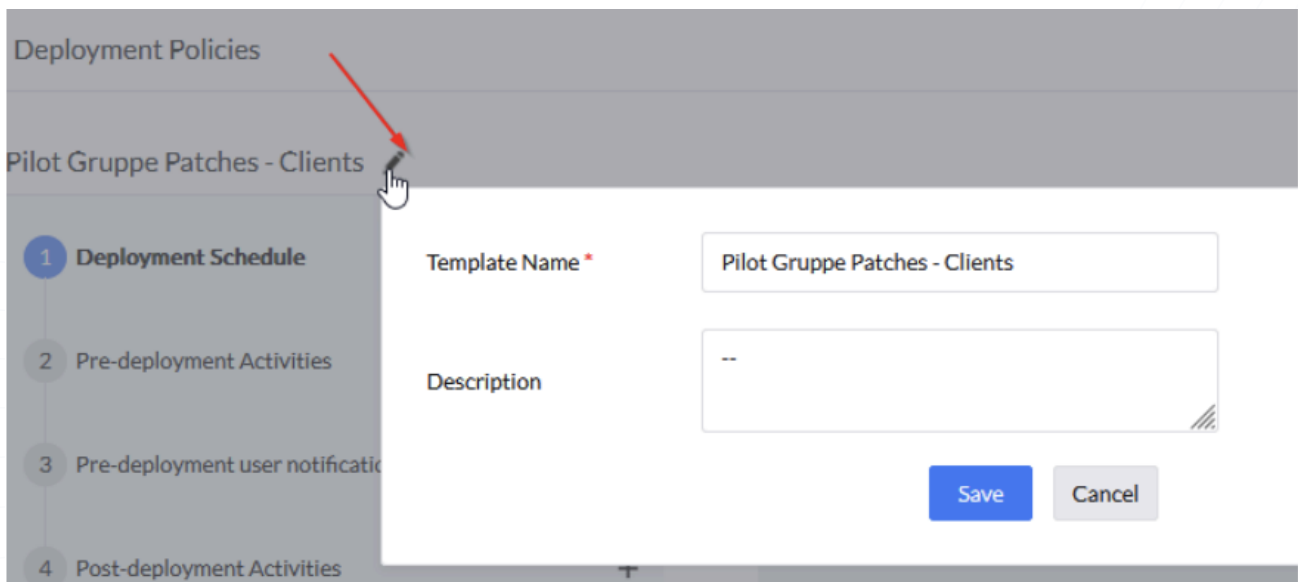 Deployment Policies
Pilot Gruppe Patches - Clients
1 Deployment Schedule
2 Pre-deployment Activities
3 Pre-deployment user notificatio
4 Post-deployment Activities +
Template Name * Pilot Gruppe Patches - Clients
Description --
Save Cancel